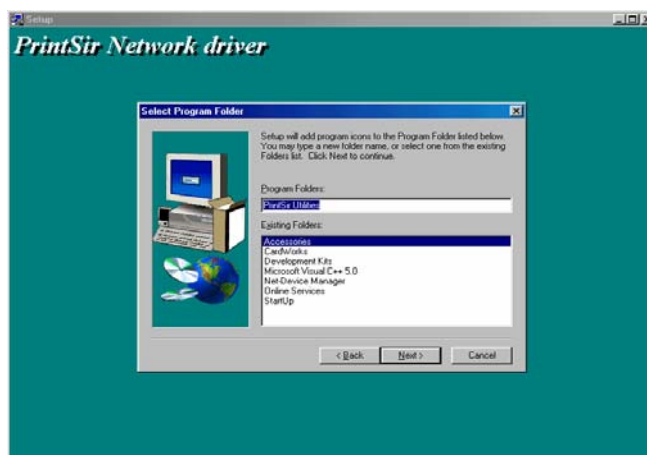 Setup
PrintSir Network driver
Select Program Folder
Setup will add program icons to the Program Folder listed below.
You may type a new folder name, or select one from the existing
Folders list. Click Next to continue.
Program Folders:
PrintSir Utilities
Existing Folders:
Accessories
CardWorks
Development Kits
Microsoft Visual C++ 5.0
Net-Device Manager
Online Services
StartUp
< Back
Next >
Cancel